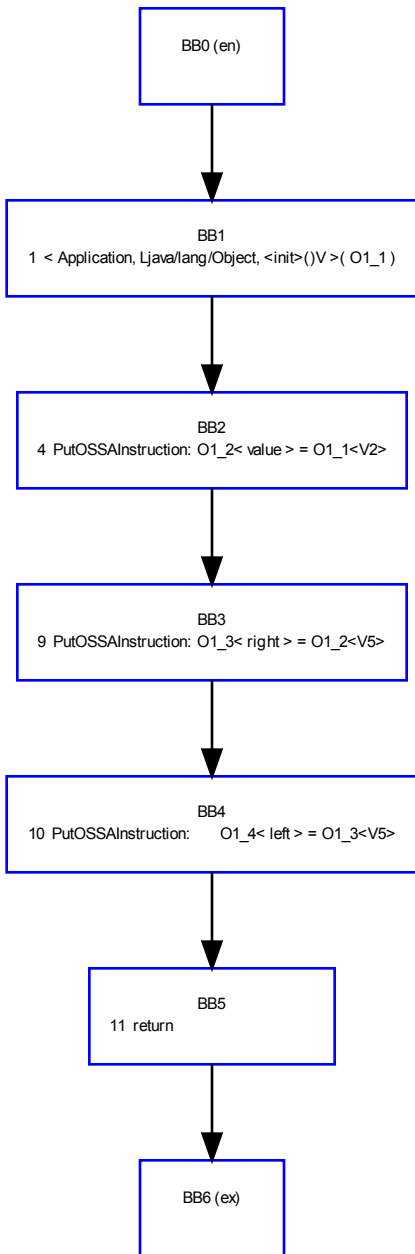 BB0 (en)
BB1
1 < Application, Ljava/lang/Object, <init>()V >( O1_1 )
BB2
4 PutOSSAInstruction: O1_2< value > = O1_1<V2>
BB3
9 PutOSSAInstruction: O1_3< right > = O1_2<V5>
BB4
10 PutOSSAInstruction: O1_4< left > = O1_3<V5>
BB5
11 return
BB6 (ex)